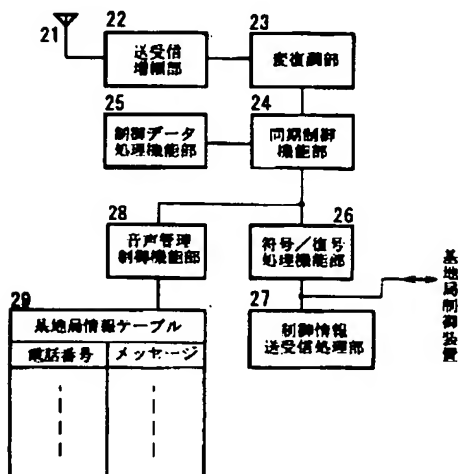 21
22
送受信
増幅部
23
変復調部
25
制御データ
処理機能部
24
同期制御
機能部
28
音声管理
制御機能部
26
符号/復号
処理機能部
29
基地局情報テーブル
電話番号 メッセージ
27
制御情報
送受信処理部
基地局制御装置